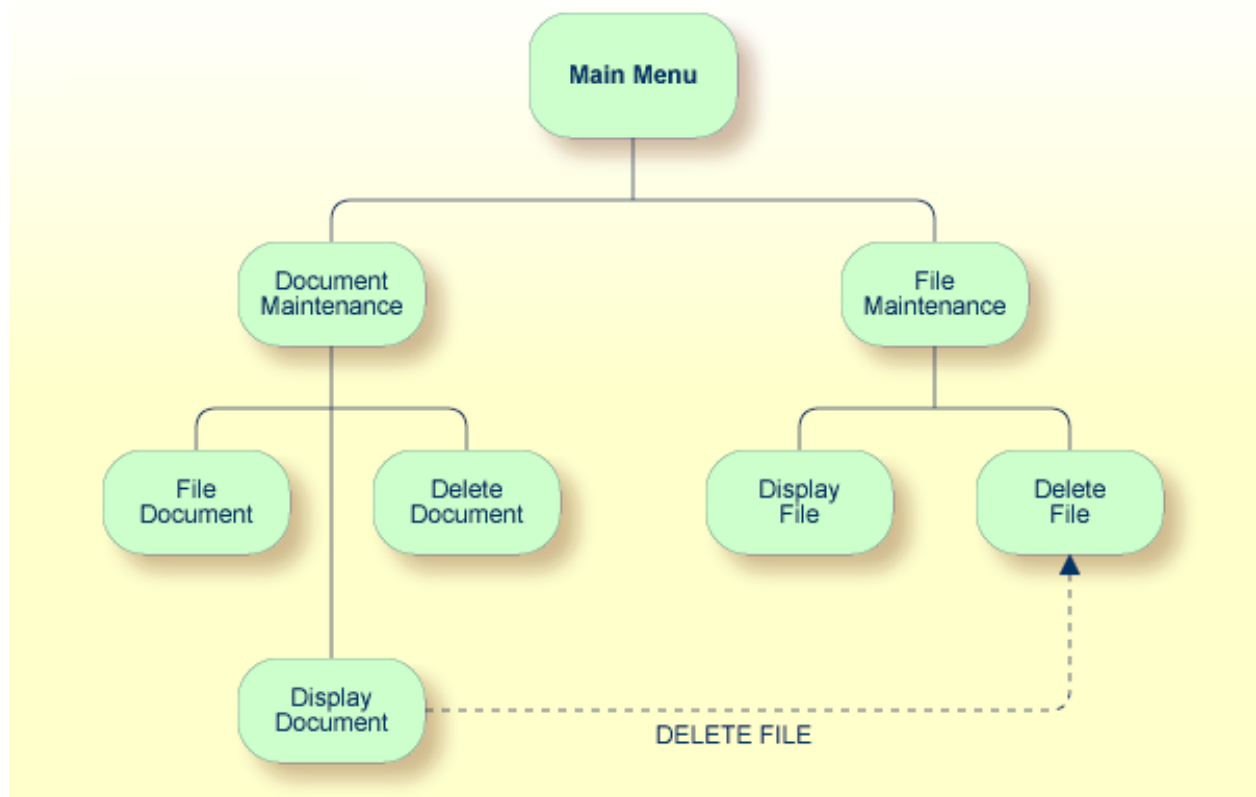 Main Menu
Document
Maintenance
File
Maintenance
File
Document
Delete
Document
Display
File
Delete
File
Display
Document
DELETE FILE